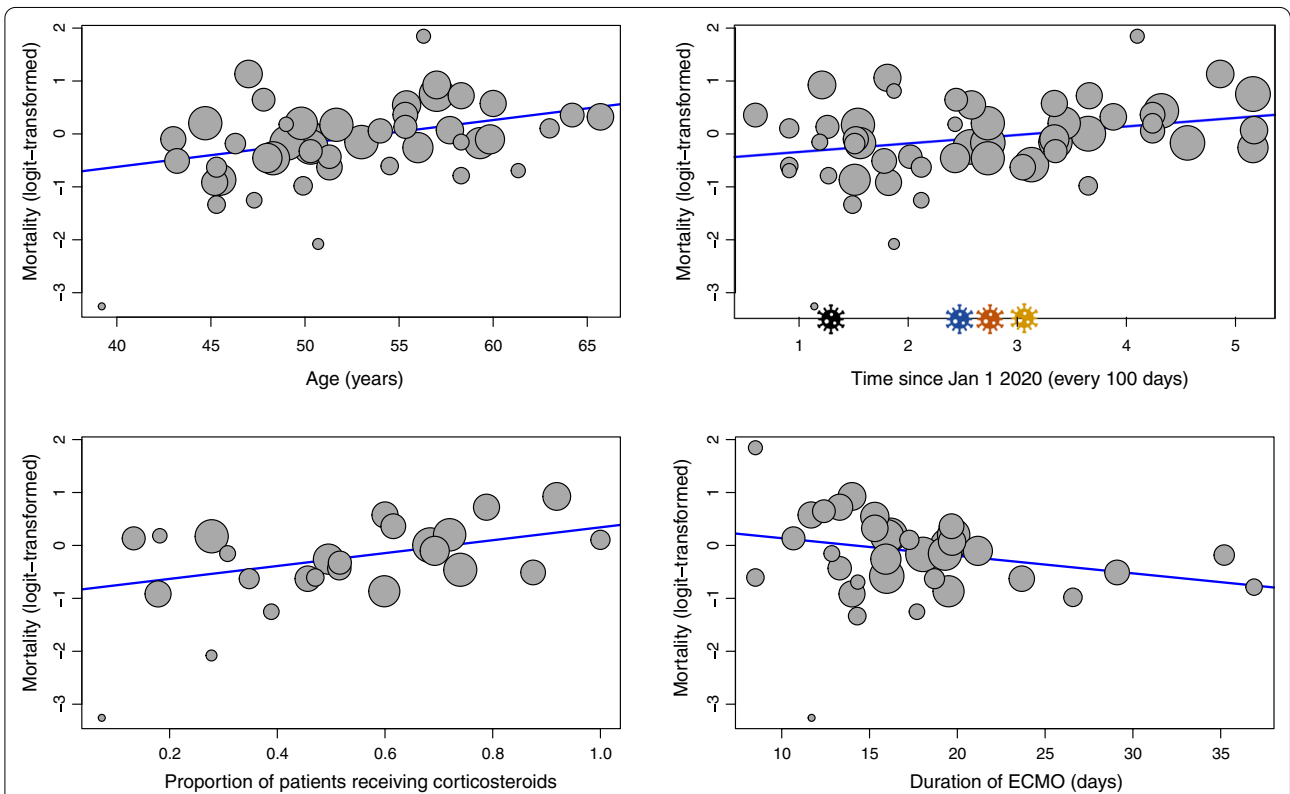 Mortality (logit−transformed)
2
1
0
−1
−2
−3
40 45 50 55 60 65
Age (years)
Mortality (logit−transformed)
2
1
0
−1
−2
−3
1 2 3 4 5
Time since Jan 1 2020 (every 100 days)
Mortality (logit−transformed)
2
1
0
−1
−2
−3
0.2 0.4 0.6 0.8 1.0
Proportion of patients receiving corticosteroids
Mortality (logit−transformed)
2
1
0
−1
−2
−3
10 15 20 25 30 35
Duration of ECMO (days)